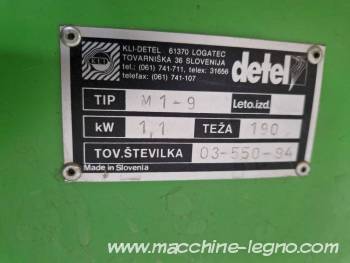 KLI-DETEL 61370 LOGATEC
TOVARNIŠKA 36 SLOVENIJA
tel.: (061) 741-711, telex: 31656
telefax: (061) 741-107
KLI
detel
TIP M1-9 Leto.izd.
kW 1,1 TEŽA 190
TOV.ŠTEVILKA 03-550-94
Made in Slovenia
www.macchine-legno.com